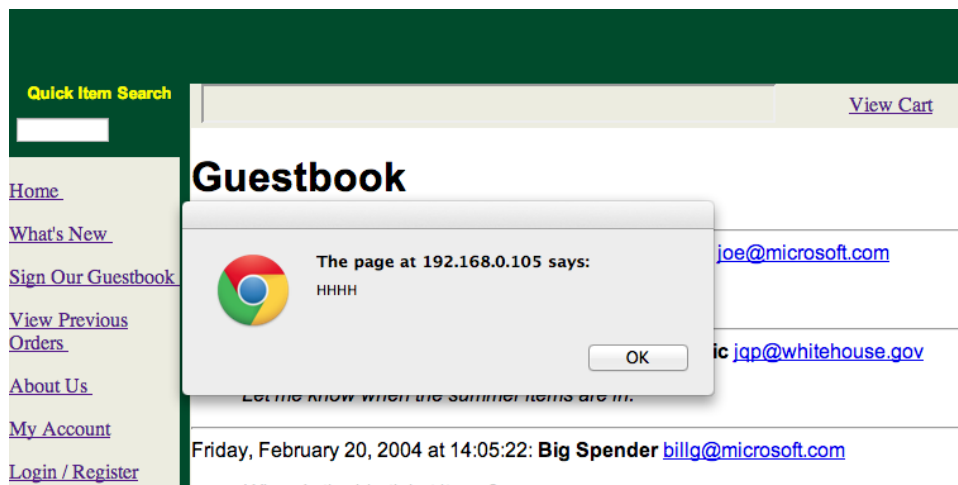 Quick Item Search
View Cart
Guestbook
Home
What's New
Sign Our Guestbook
View Previous
Orders
About Us
My Account
Login / Register
The page at 192.168.0.105 says:
HHHH
OK
joe@microsoft.com
ic jqp@whitehouse.gov
Let me know when the summer items are in.
Friday, February 20, 2004 at 14:05:22: Big Spender billg@microsoft.com